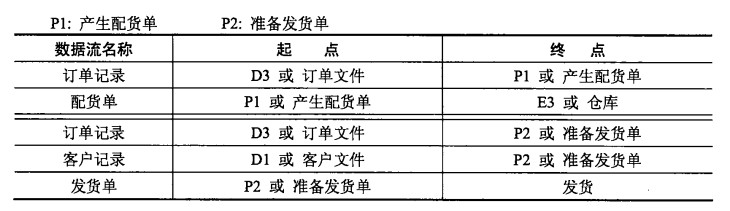 P1: 产生配货单 P2: 准备发货单
数据流名称 起 点 终 点
订单记录 D3 或 订单文件 P1 或 产生配货单
配货单 P1 或 产生配货单 E3 或 仓库
订单记录 D3 或 订单文件 P2 或 准备发货单
客户记录 D1 或 客户文件 P2 或 准备发货单
发货单 P2 或 准备发货单 发货